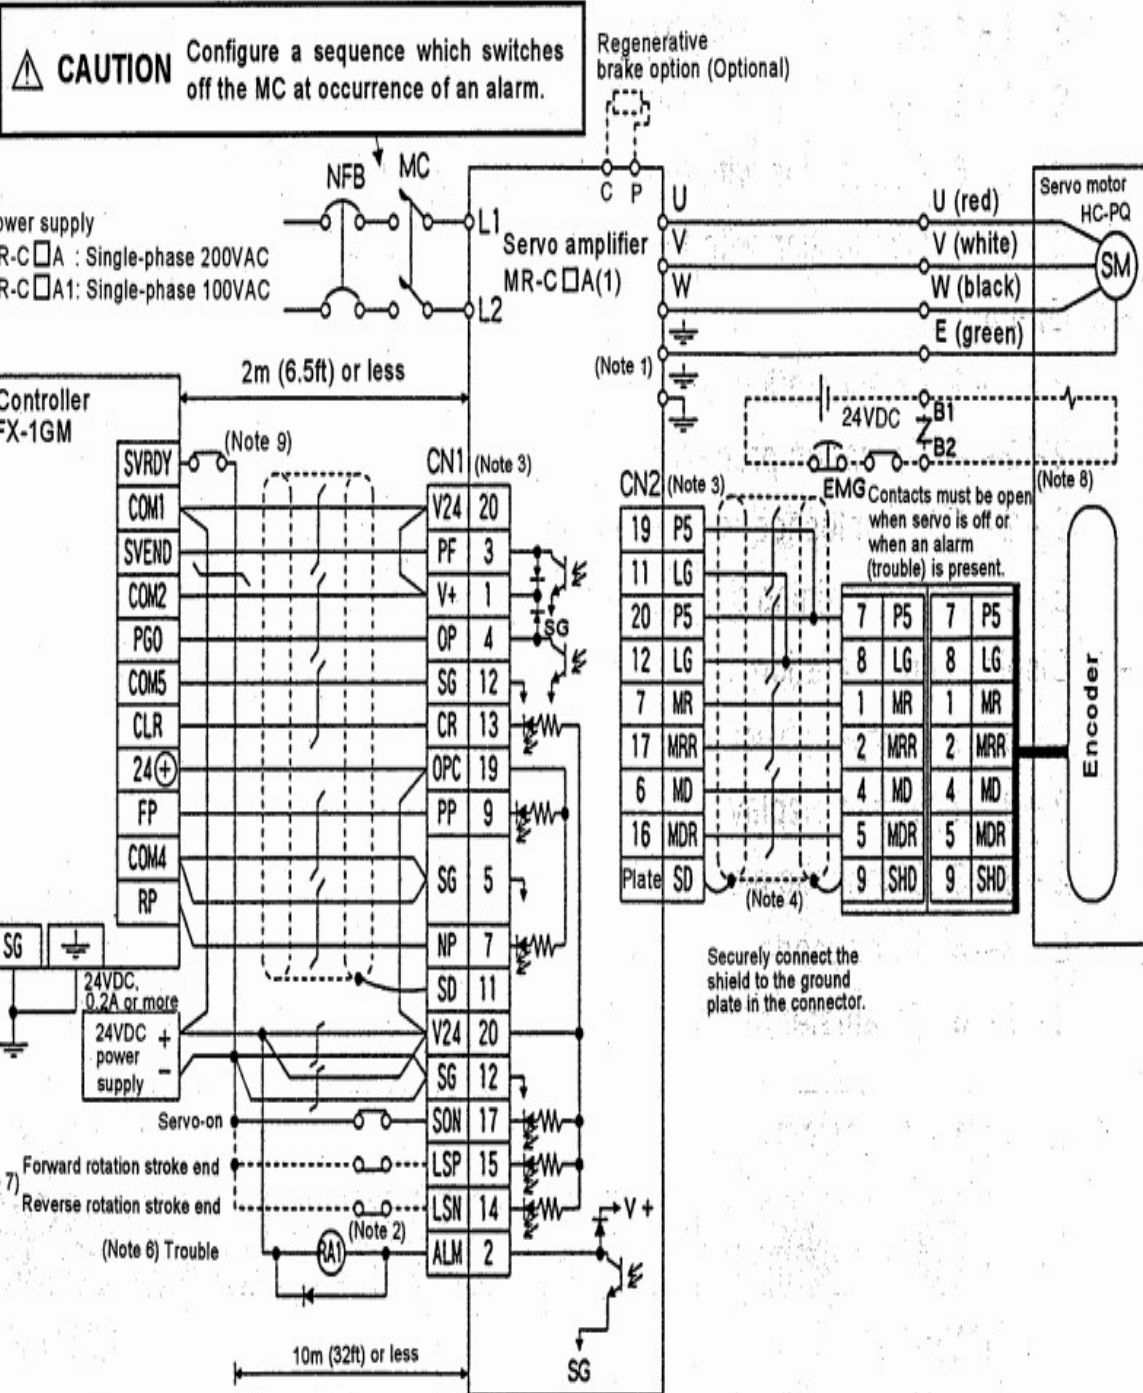 CAUTION
Configure a sequence which switches
off the MC at occurrence of an alarm.
Regenerative
brake option (Optional)
NFB
MC
C
P
ower supply
R-C□A : Single-phase 200VAC
R-C□A1: Single-phase 100VAC
L1
L2
Servo amplifier
MR-C□A(1)
U
V
W
U (red)
V (white)
W (black)
E (green)
Servo motor
HC-PQ
SM
(Note 1)
2m (6.5ft) or less
Controller
FX-1GM
(Note 9)
SVRDY
COM1
SVEND
COM2
PG0
COM5
CLR
24⊕
FP
COM4
RP
SG
CN1 (Note 3)
V24 20
PF 3
V+ 1
OP 4
SG 12
CR 13
OPC 19
PP 9
SG 5
NP 7
SD 11
V24 20
SG 12
SON 17
LSP 15
LSN 14
ALM 2
SG
24VDC
B1
B2
EMG
(Note 8)
Contacts must be open
when servo is off or
when an alarm
(trouble) is present.
CN2 (Note 3)
19 P5
11 LG
20 P5
12 LG
7 MR
17 MRR
6 MD
16 MDR
Plate SD
7 P5 7 P5
8 LG 8 LG
1 MR 1 MR
2 MRR 2 MRR
4 MD 4 MD
5 MDR 5 MDR
9 SHD 9 SHD
Encoder
(Note 4)
Securely connect the
shield to the ground
plate in the connector.
24VDC,
0.2A or more
24VDC +
power
supply −
Servo-on
Forward rotation stroke end
7)
Reverse rotation stroke end
(Note 2)
(Note 6) Trouble
RA1
V +
SG
10m (32ft) or less